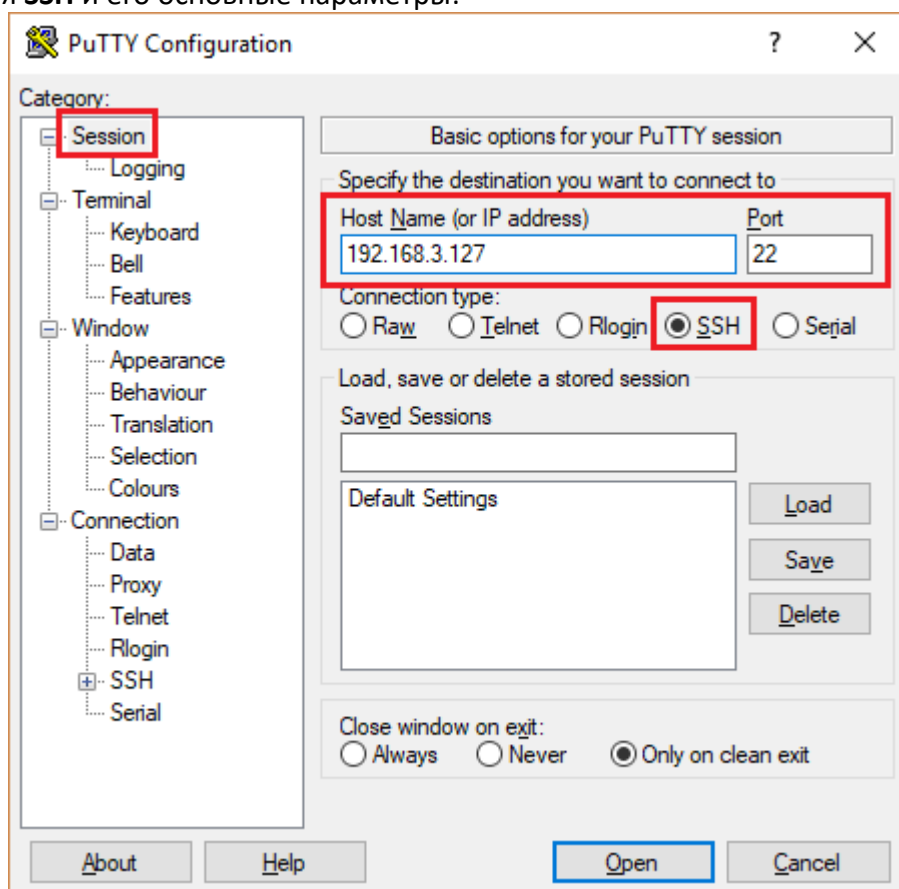 я SSH и его основные параметры:
PuTTY Configuration
?
Category:
Session
Logging
Terminal
Keyboard
Bell
Features
Window
Appearance
Behaviour
Translation
Selection
Colours
Connection
Data
Proxy
Telnet
Rlogin
SSH
Serial
Basic options for your PuTTY session
Specify the destination you want to connect to
Host Name (or IP address) Port
192.168.3.127 22
Connection type:
Raw Telnet Rlogin SSH Serial
Load, save or delete a stored session
Saved Sessions
Default Settings
Load
Save
Delete
Close window on exit:
Always Never Only on clean exit
About Help Open Cancel